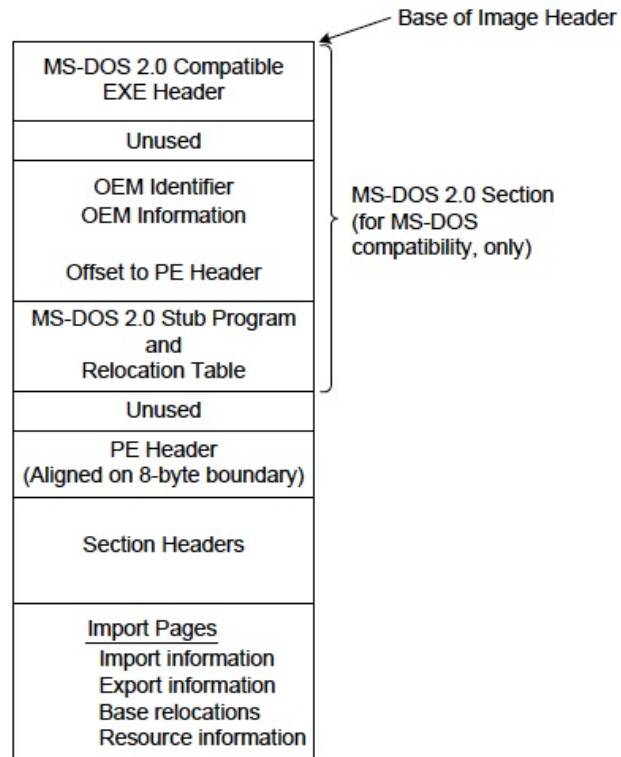 Base of Image Header
MS-DOS 2.0 Compatible
EXE Header
Unused
OEM Identifier
OEM Information
Offset to PE Header
MS-DOS 2.0 Section
(for MS-DOS
compatibility, only)
MS-DOS 2.0 Stub Program
and
Relocation Table
Unused
PE Header
(Aligned on 8-byte boundary)
Section Headers
Import Pages
Import information
Export information
Base relocations
Resource information